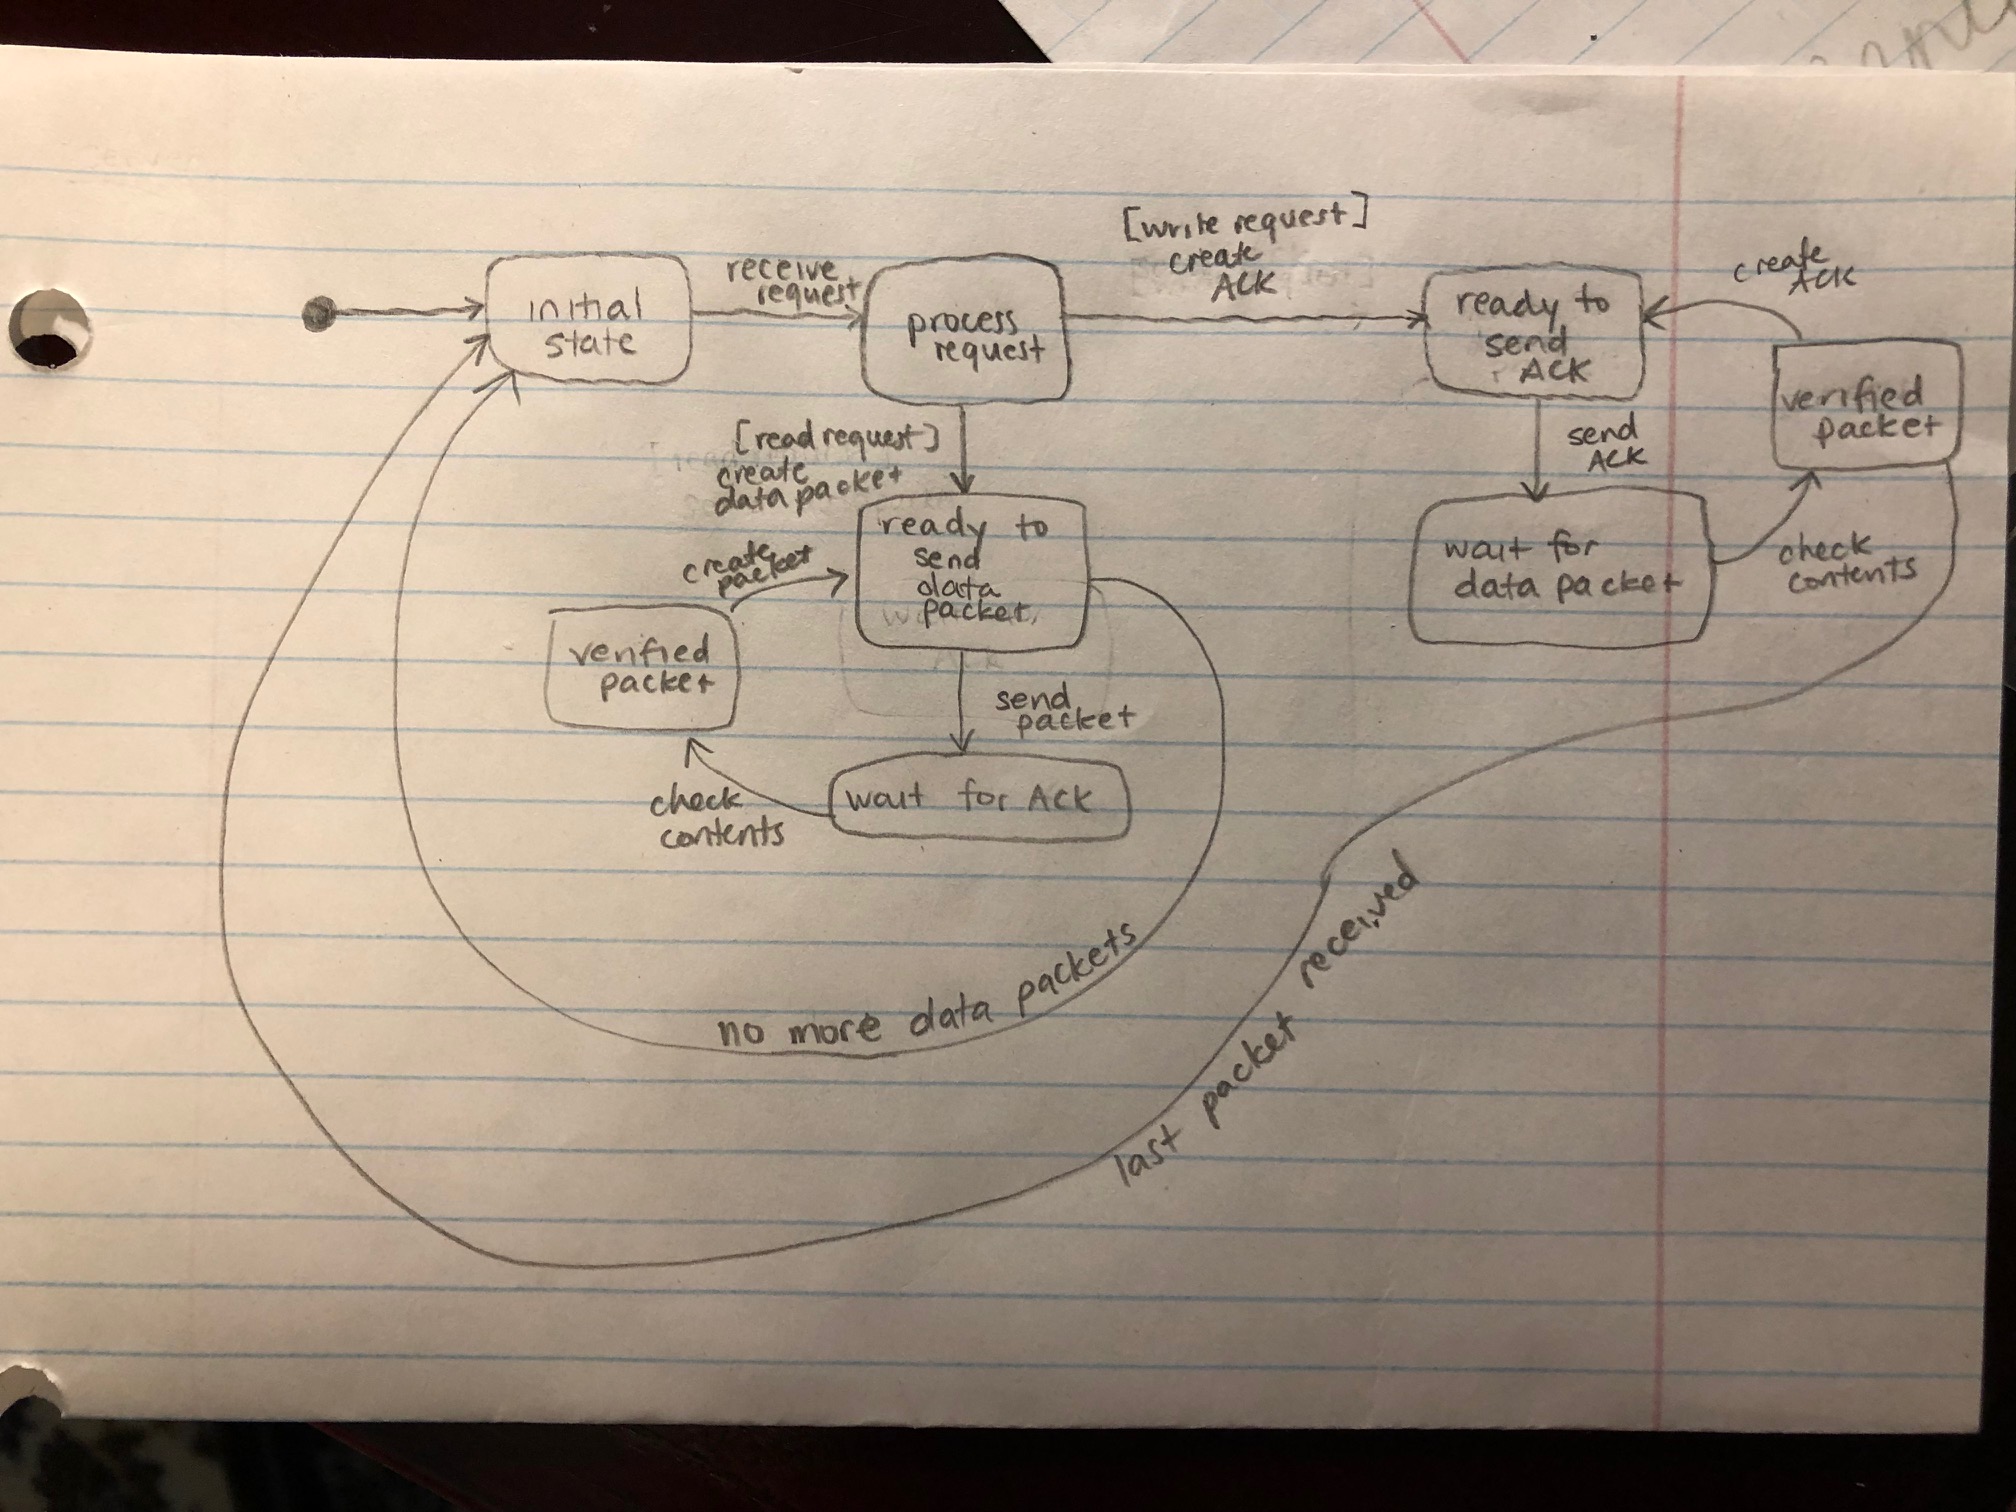 initial
state
receive
request
process
request
[write request]
create
ACK
ready to
send
ACK
create
ACK
verified
packet
send
ACK
wait for
data packet
check
contents
[read request]
create
data packet
ready to
send
data
packet
create
packet
verified
packet
send
packet
wait for ACK
check
contents
no more data packets
last packet received